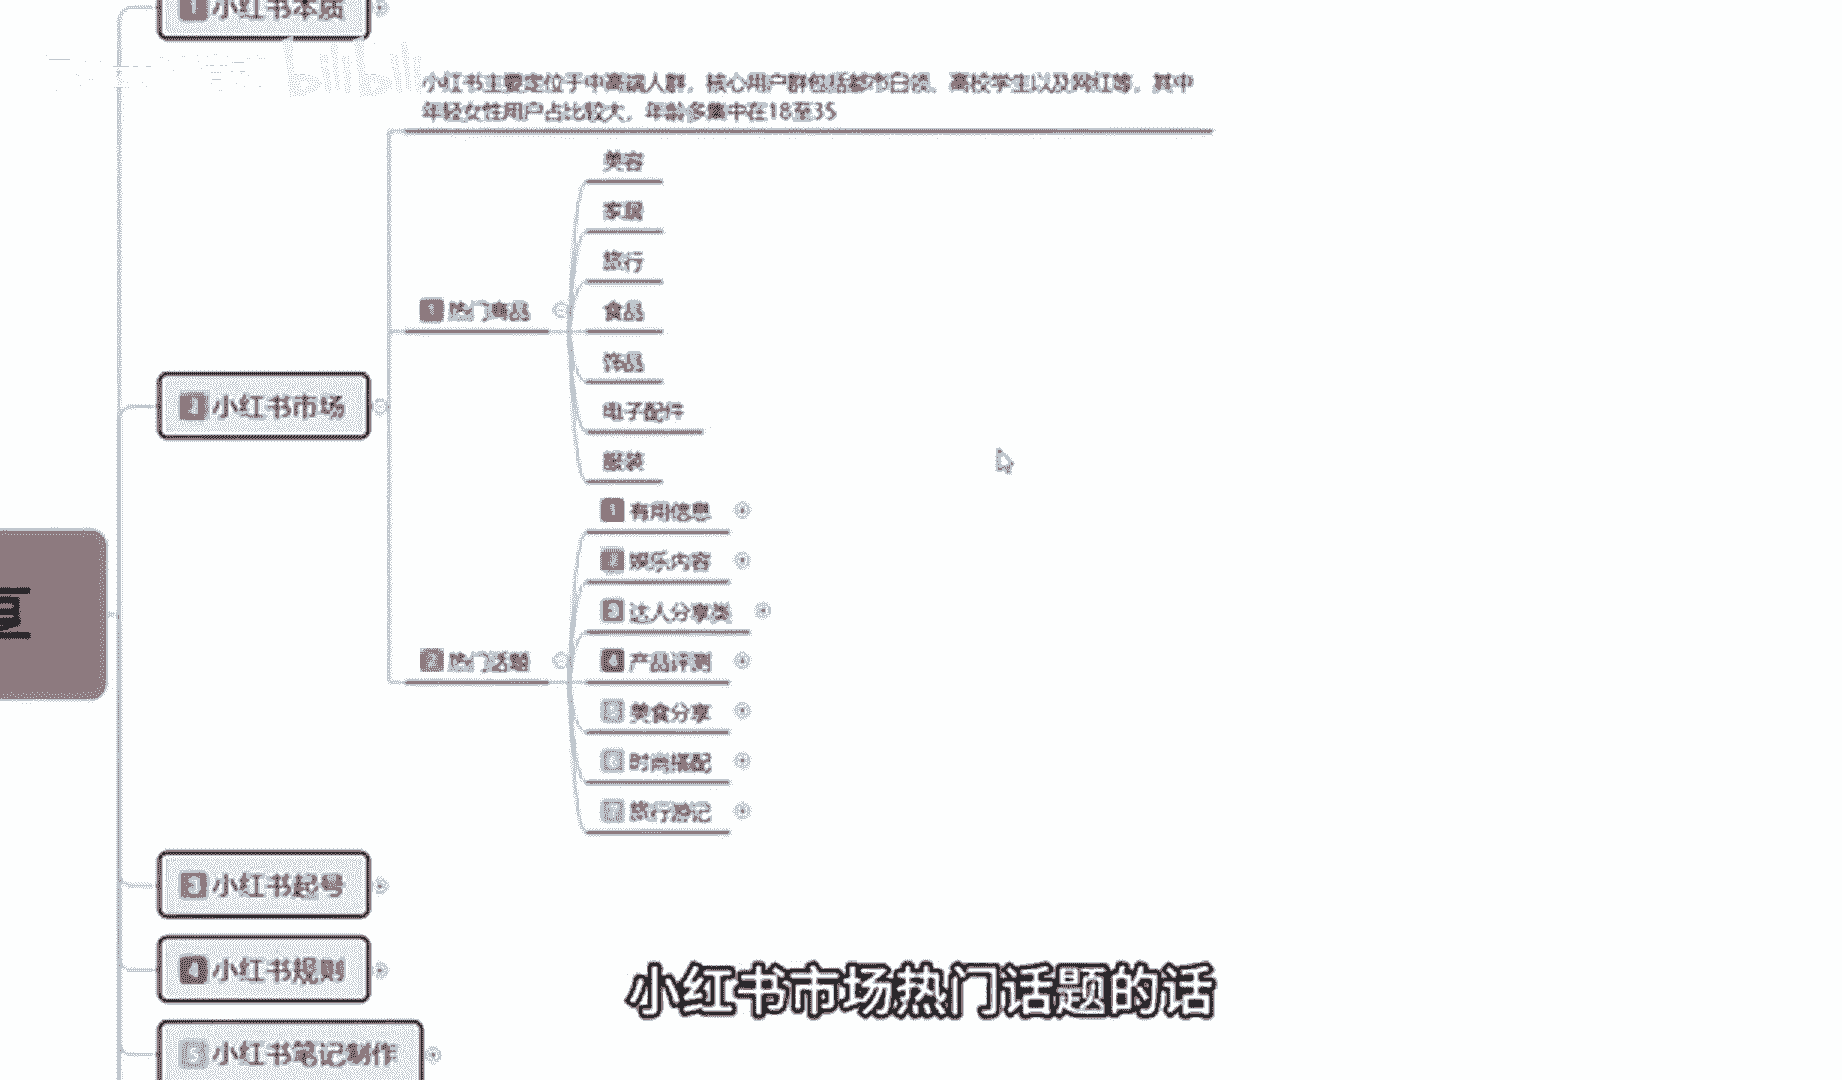 1 小红书本质
bilibili
小红书主要定位于中高端人群，核心用户群包括都市白领、高校学生以及网红等，其中
年轻女性用户占比较大，年龄多集中在18至35
美容
家居
旅行
1 热门商品
食品
饰品
2 小红书市场
电子配件
服装
1 有用信息
2 娱乐内容
3 达人分享类
2 热门话题
4 产品评测
5 美食分享
6 时尚搭配
7 旅行游记
3 小红书起号
4 小红书规则
5 小红书笔记制作
小红书市场热门话题的话